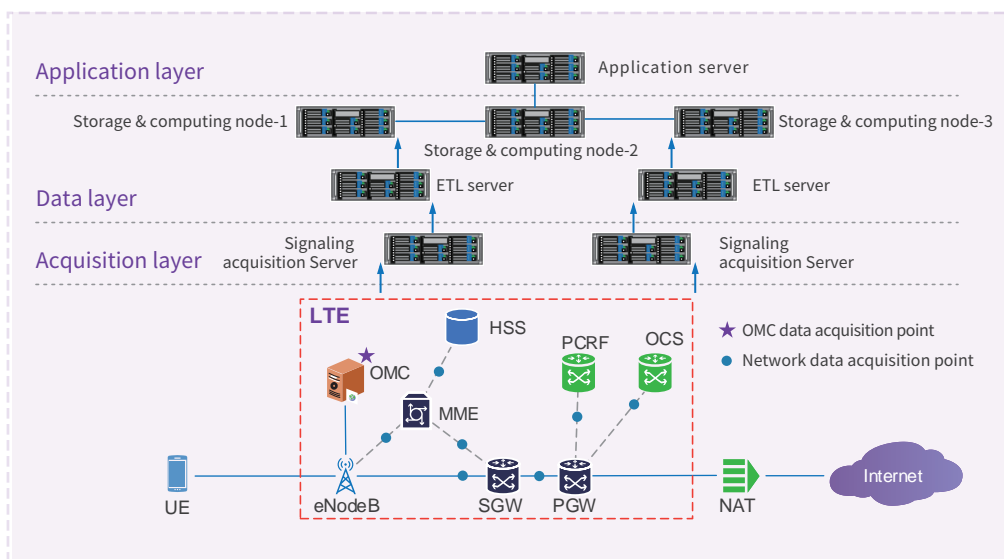 Application layer
Application server
Storage & computing node-1
Storage & computing node-3
Storage & computing node-2
ETL server
ETL server
Data layer
Signaling
acquisition Server
Signaling
acquisition Server
Acquisition layer
LTE
HSS
PCRF
OCS
OMC data acquisition point
OMC
Network data acquisition point
MME
Internet
UE
eNodeB
SGW
PGW
NAT